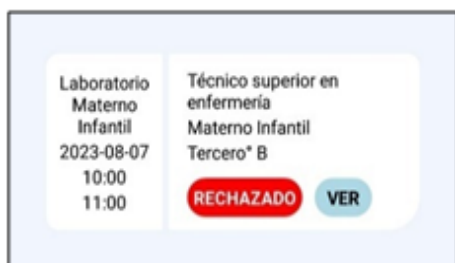 Laboratorio
Materno
Infantil
2023-08-07
10:00
11:00
Técnico superior en
enfermería
Materno Infantil
Tercero° B
RECHAZADO
VER